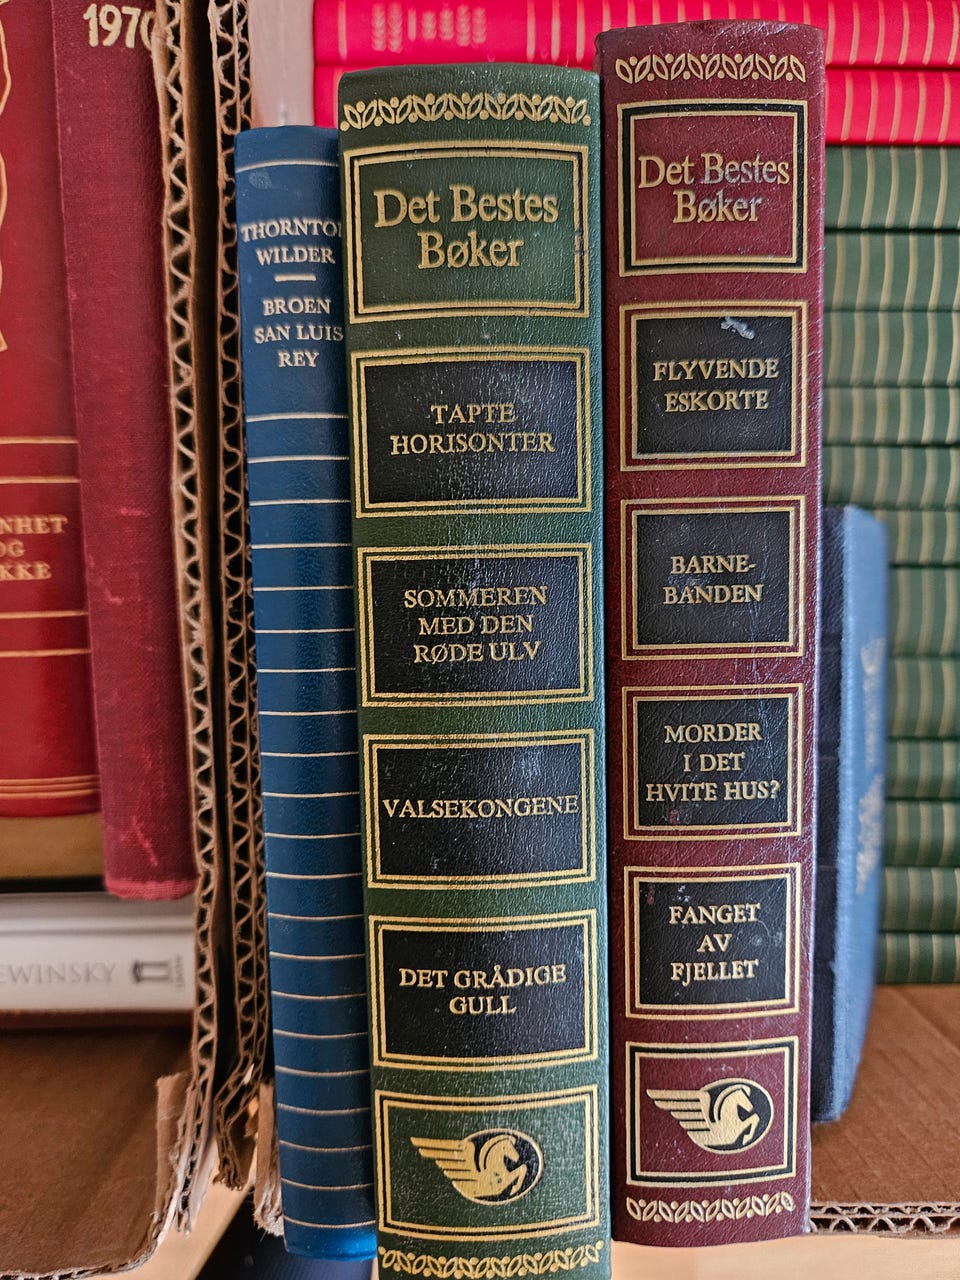 1970
NHET
OG
KKE
EWINSKY
THORNTO
WILDER
BROEN
SAN LUIS
REY
Det Bestes
Bøker
TAPTE
HORISONTER
SOMMEREN
MED DEN
RØDE ULV
VALSEKONGENE
DET GRÅDIGE
GULL
Det Bestes
Bøker
FLYVENDE
ESKORTE
BARNE-
BANDEN
MORDER
I DET
HVITE HUS?
FANGET
AV
FJELLET